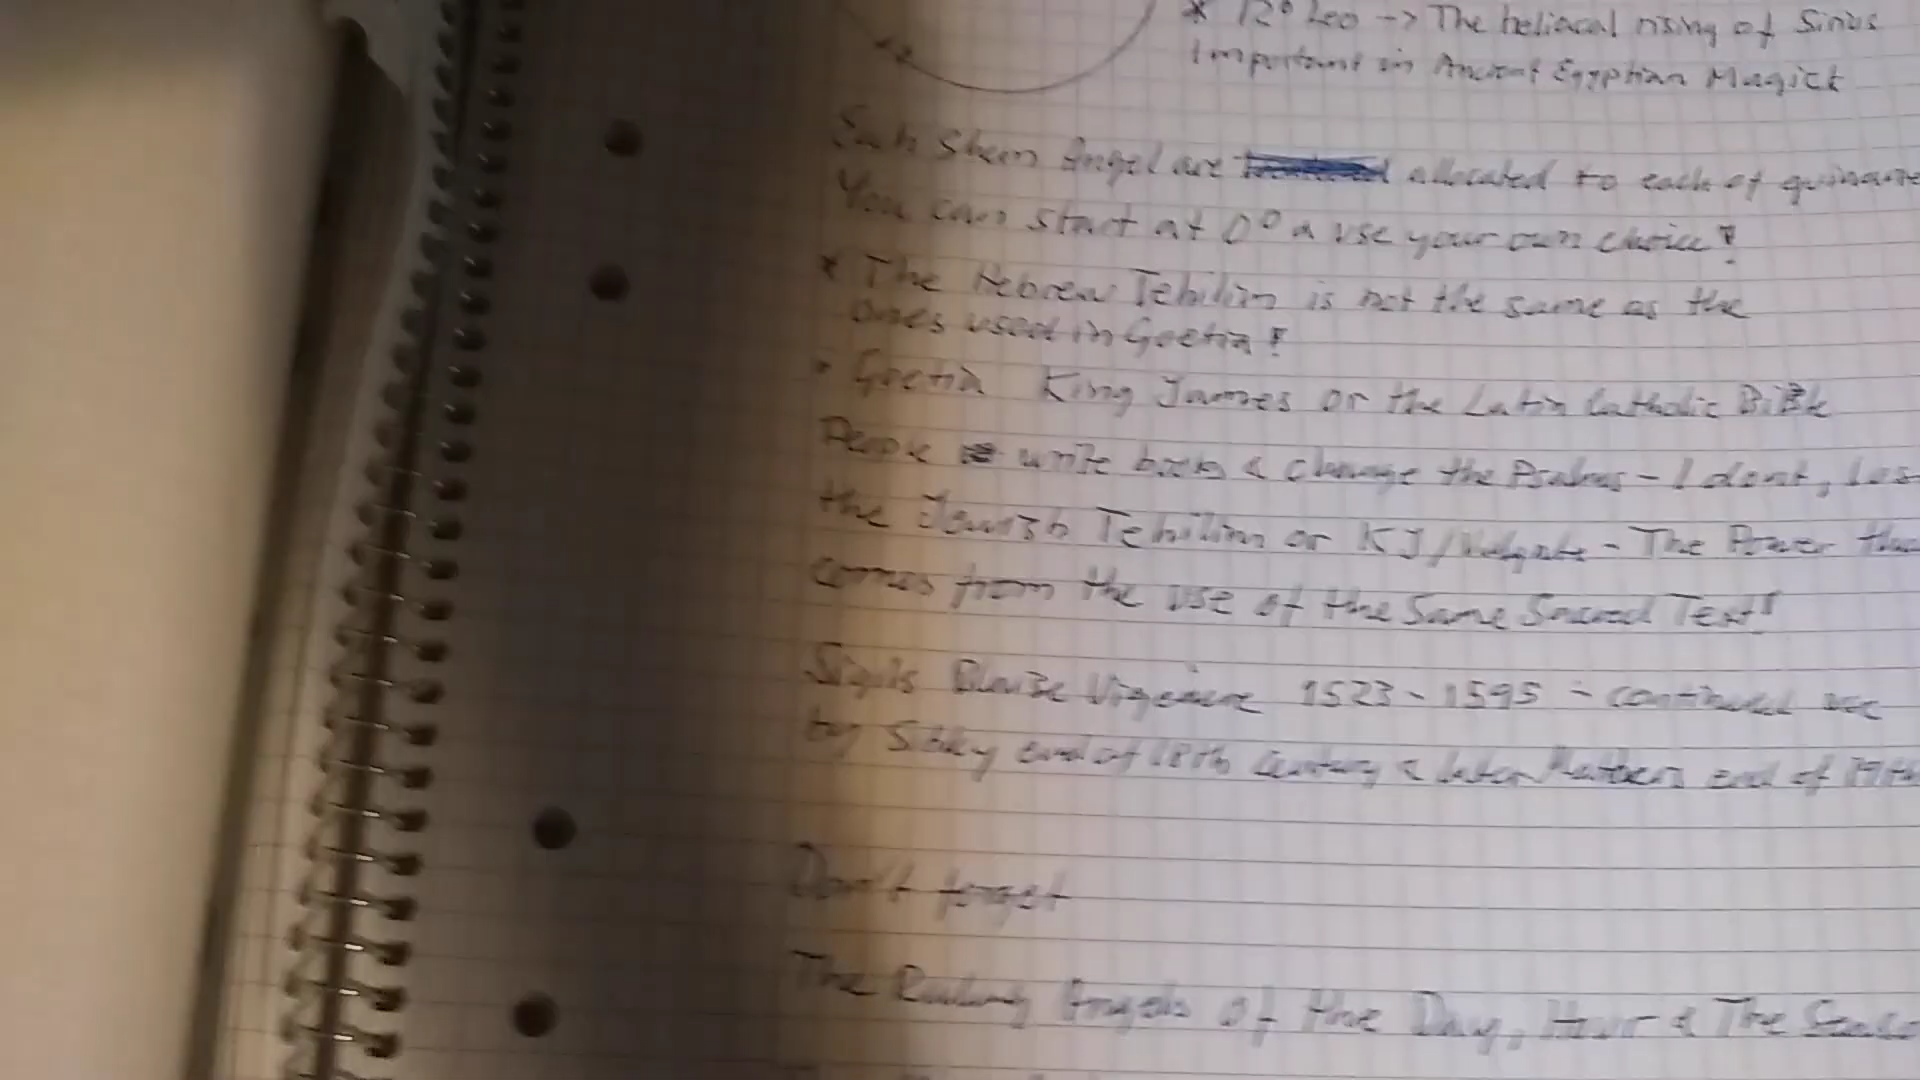 * 12° Leo -> The heliacal rising of Sirius
Important in Ancient Egyptian Magick
Each Shem Angel are allocated to each of quinance
You can start at 0° a use your own choice!
* The Hebrew Tehilim is not the same as the
ones used in Goetia!
* Goetia King James or the Latin Catholic Bible
People write books & change the Psalms - I dont,
the Jewish Tehilim or KJ/Vulgate - The Power
comes from the use of the Same Sacred Text!
Sigils Blaise Vigenere 1523 - 1595 - continued use
by Sibley end of 18th Century & later Mathers end of 19th
Don't forget
The Ruling Angels of the Day, Hour & The